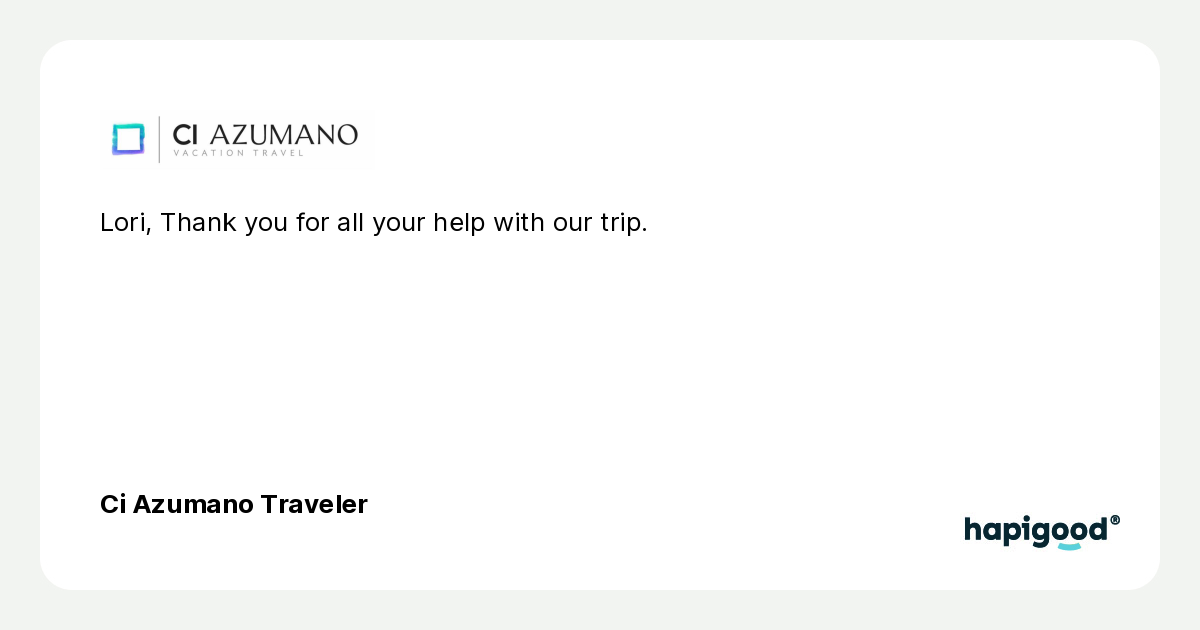 CI AZUMANO
VACATION TRAVEL
Lori, Thank you for all your help with our trip.
Ci Azumano Traveler
hapigood®